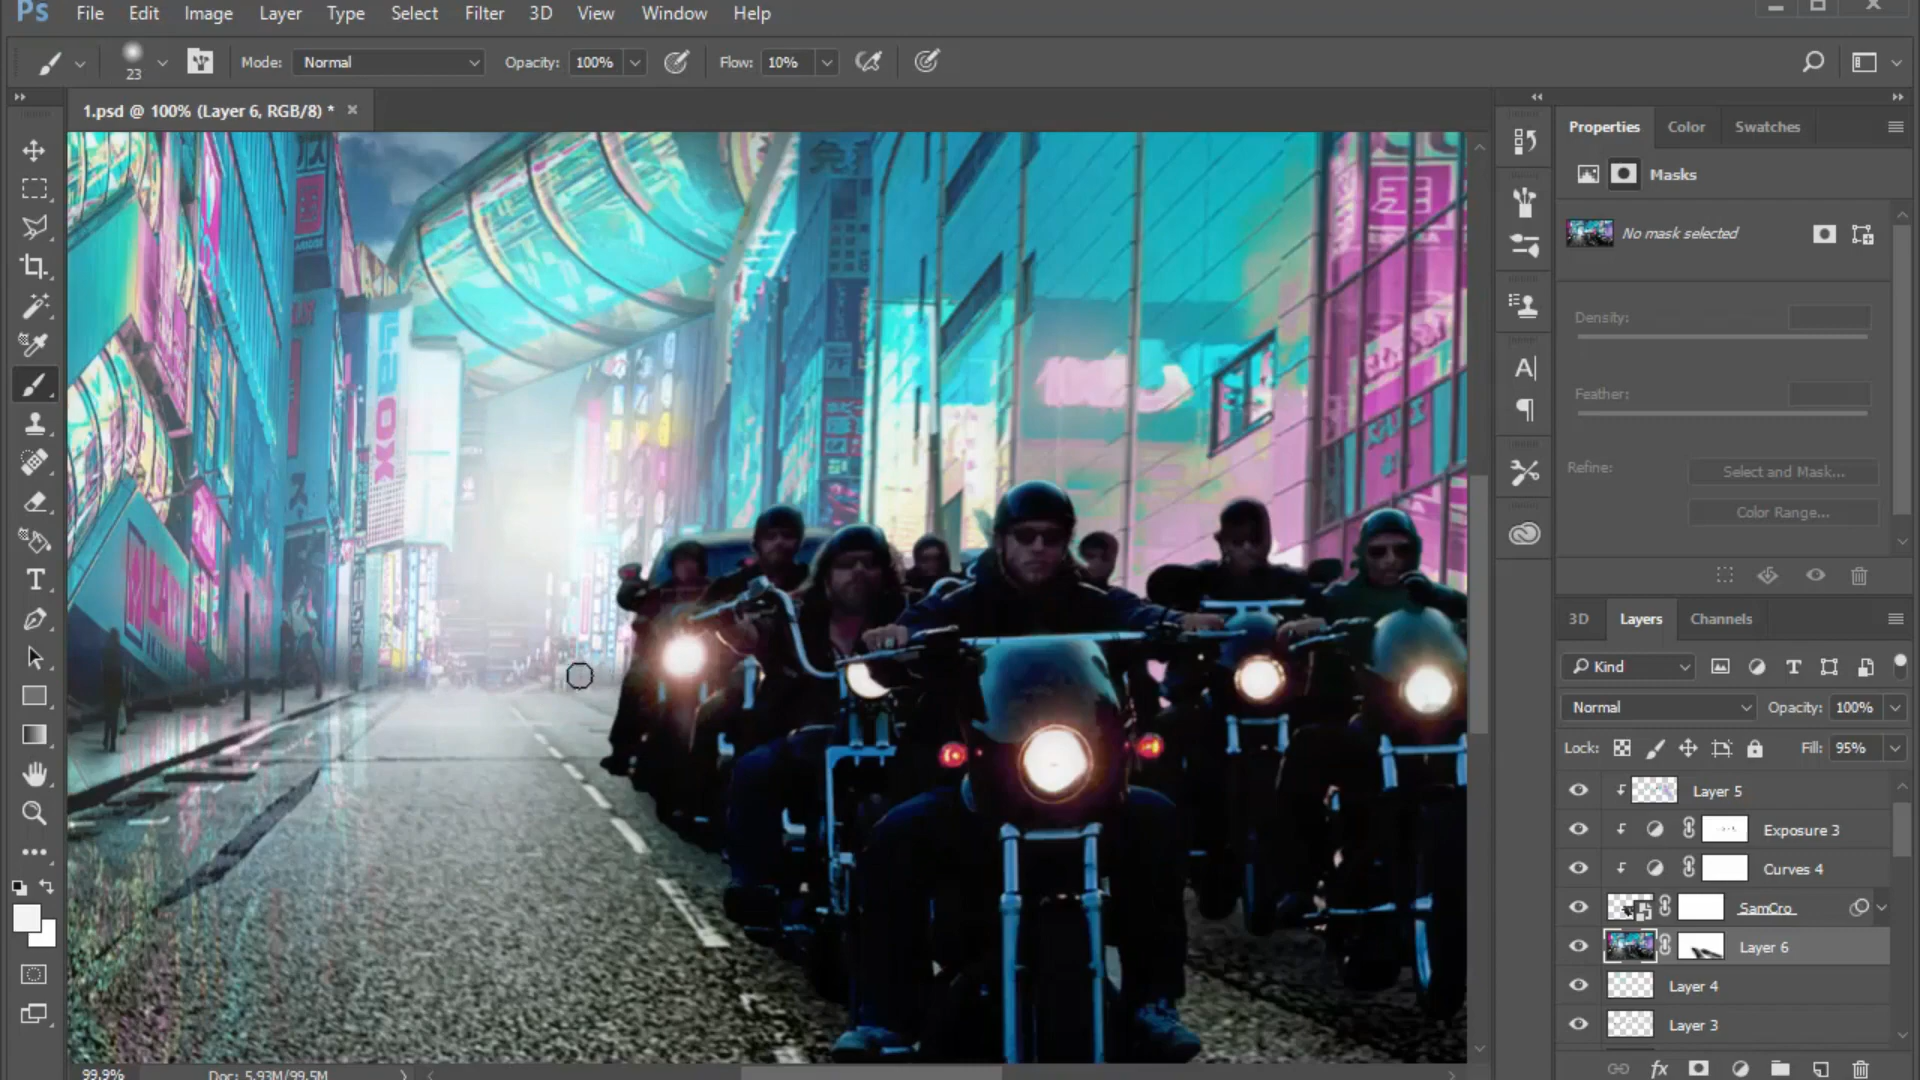 Ps File Edit Image Layer Type Select Filter 3D View Window Help
23 Mode: Normal Opacity: 100% Flow: 10%
1.psd @ 100% (Layer 6, RGB/8) *
Properties Color Swatches
Masks
No mask selected
Density:
Feather:
Refine: Select and Mask...
Color Range...
3D Layers Channels
Kind
Normal Opacity: 100%
Lock: Fill: 95%
Layer 5
Exposure 3
Curves 4
SamCro
Layer 6
Layer 4
Layer 3
99.9% Doc: 5.93M/99.5M